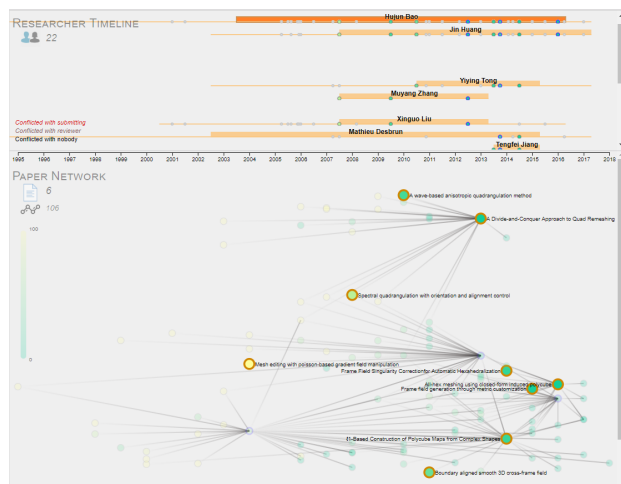 RESEARCHER TIMELINE
22
Hujun Bao
Jin Huang
Yiying Tong
Muyang Zhang
Xinguo Liu
Conflicted with submitting
Conflicted with reviewer
Mathieu Desbrun
Conflicted with nobody
Tengfei Jiang
1995 1996 1997 1998 1999 2000 2001 2002 2003 2004 2005 2006 2007 2008 2009 2010 2011 2012 2013 2014 2015 2016 2017 2018
PAPER NETWORK
6
106
100
0
A wave-based anisotropic quadrangulation method
A Divide-and-Conquer Approach to Quad Remeshing
Spectral quadrangulation with orientation and alignment control
Mesh editing with poisson-based gradient field manipulation
Frame Field Singularity Correctionfor Automatic Hexahedralization
All-hex meshing using closed-form induced polycube
Frame field generation through metric customization
ℓ1-Based Construction of Polycube Maps from Complex Shapes
Boundary aligned smooth 3D cross-frame field